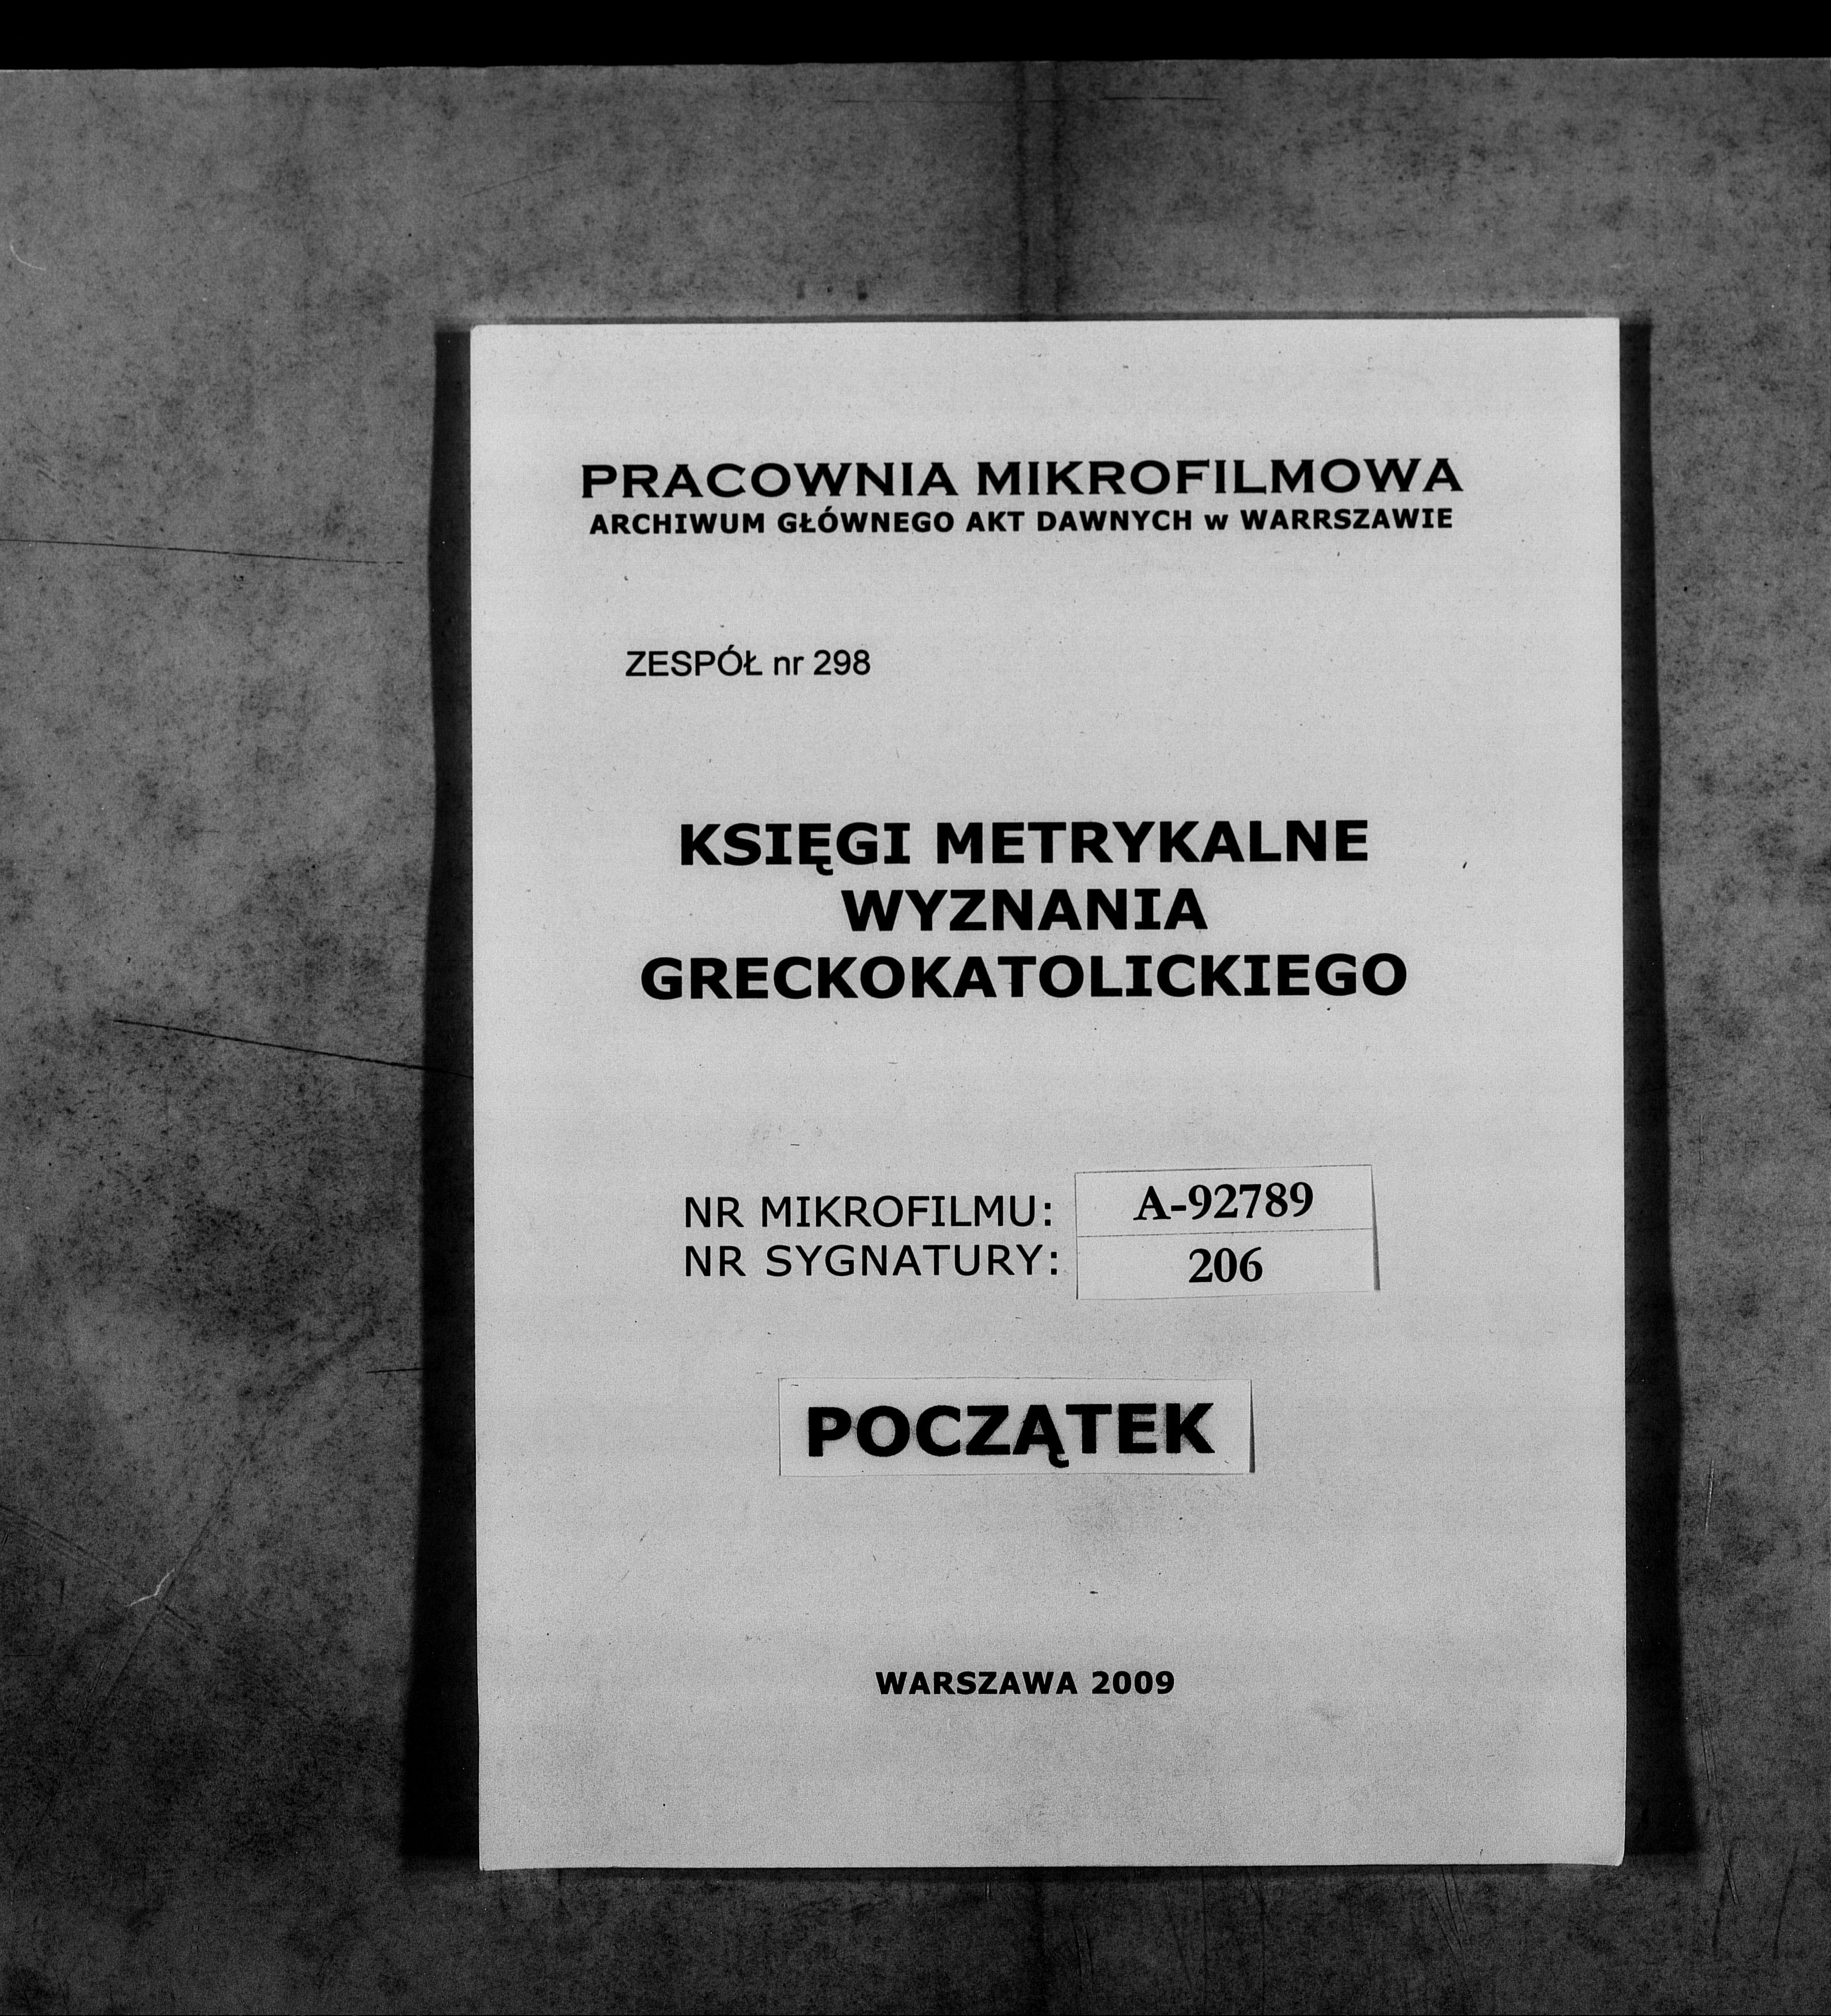 PRACOWNIA MIKROFILMOWA
ARCHIWUM GŁÓWNEGO AKT DAWNYCH w WARRSZAWIE
ZESPÓŁ nr 298
KSIĘGI METRYKALNE
WYZNANIA
GRECKOKATOLICKIEGO
NR MIKROFILMU: A-92789
NR SYGNATURY: 206
POCZĄTEK
WARSZAWA 2009